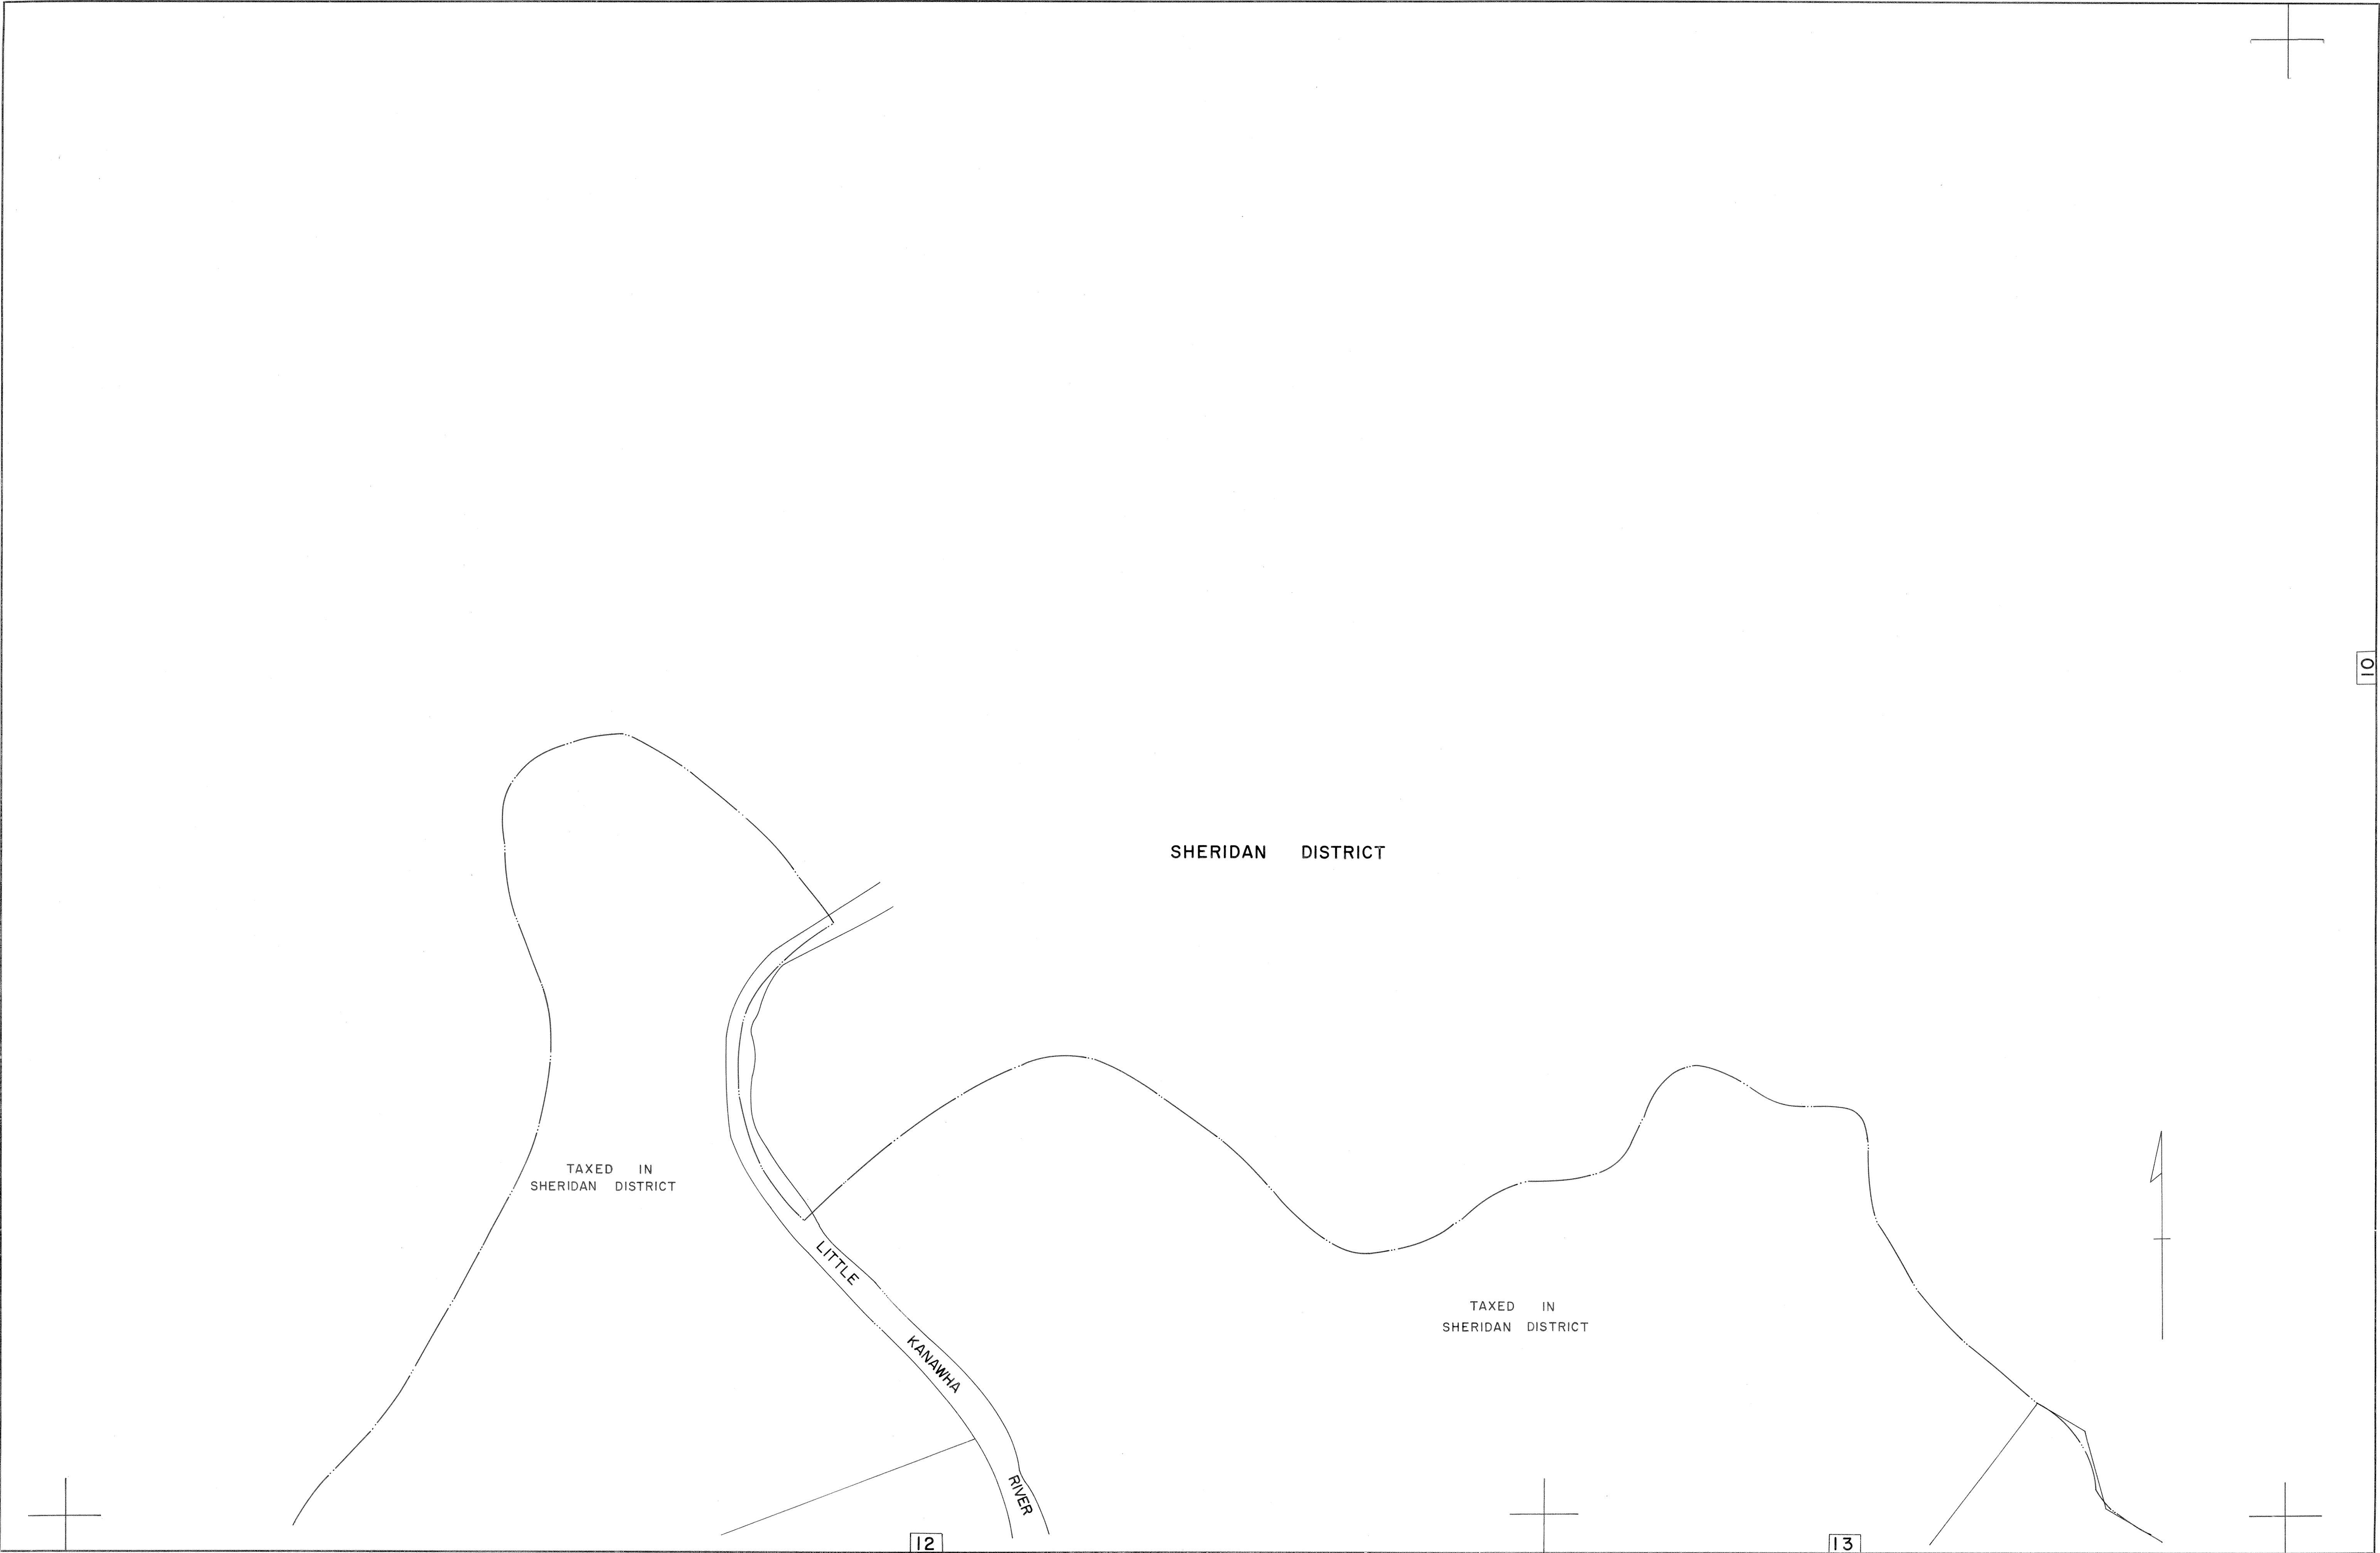 10
SHERIDAN DISTRICT
TAXED IN
SHERIDAN DISTRICT
LITTLE
KANAWHA
RIVER
TAXED IN
SHERIDAN DISTRICT
12
13